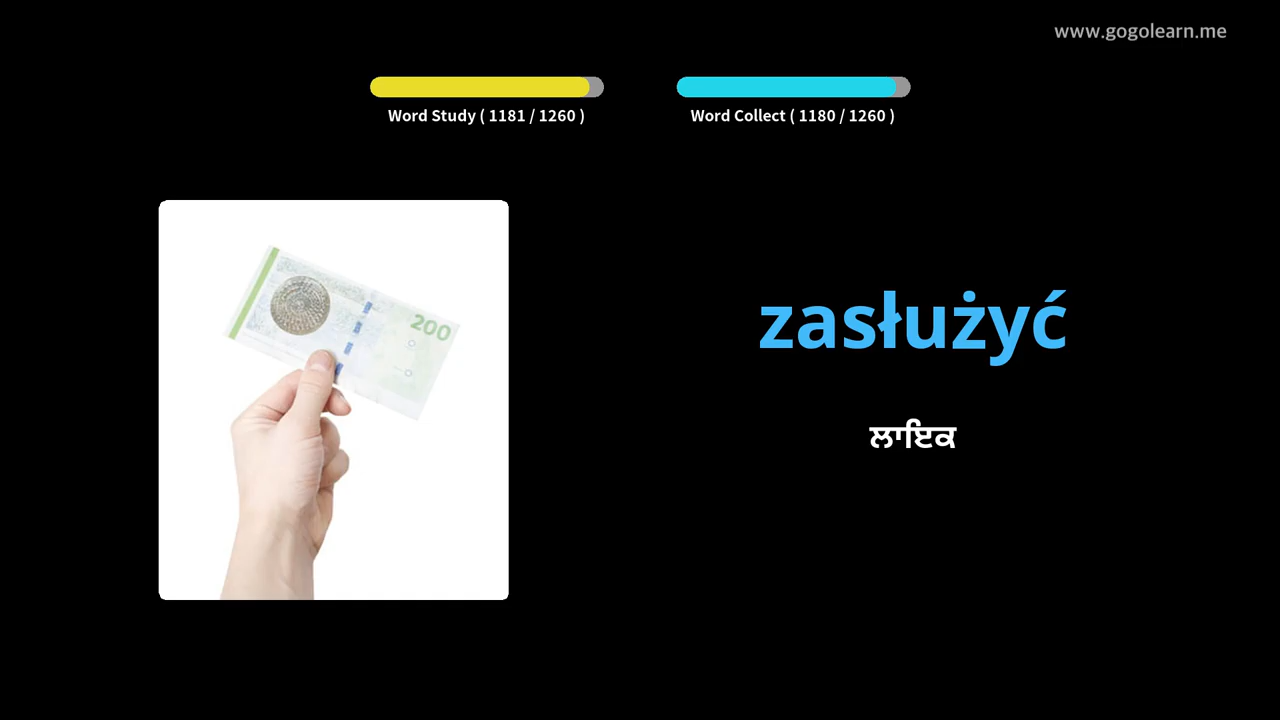 www.gogolearn.me
Word Study ( 1181 / 1260 )
Word Collect ( 1180 / 1260 )
200
zasłużyć
ਲਾਇਕ